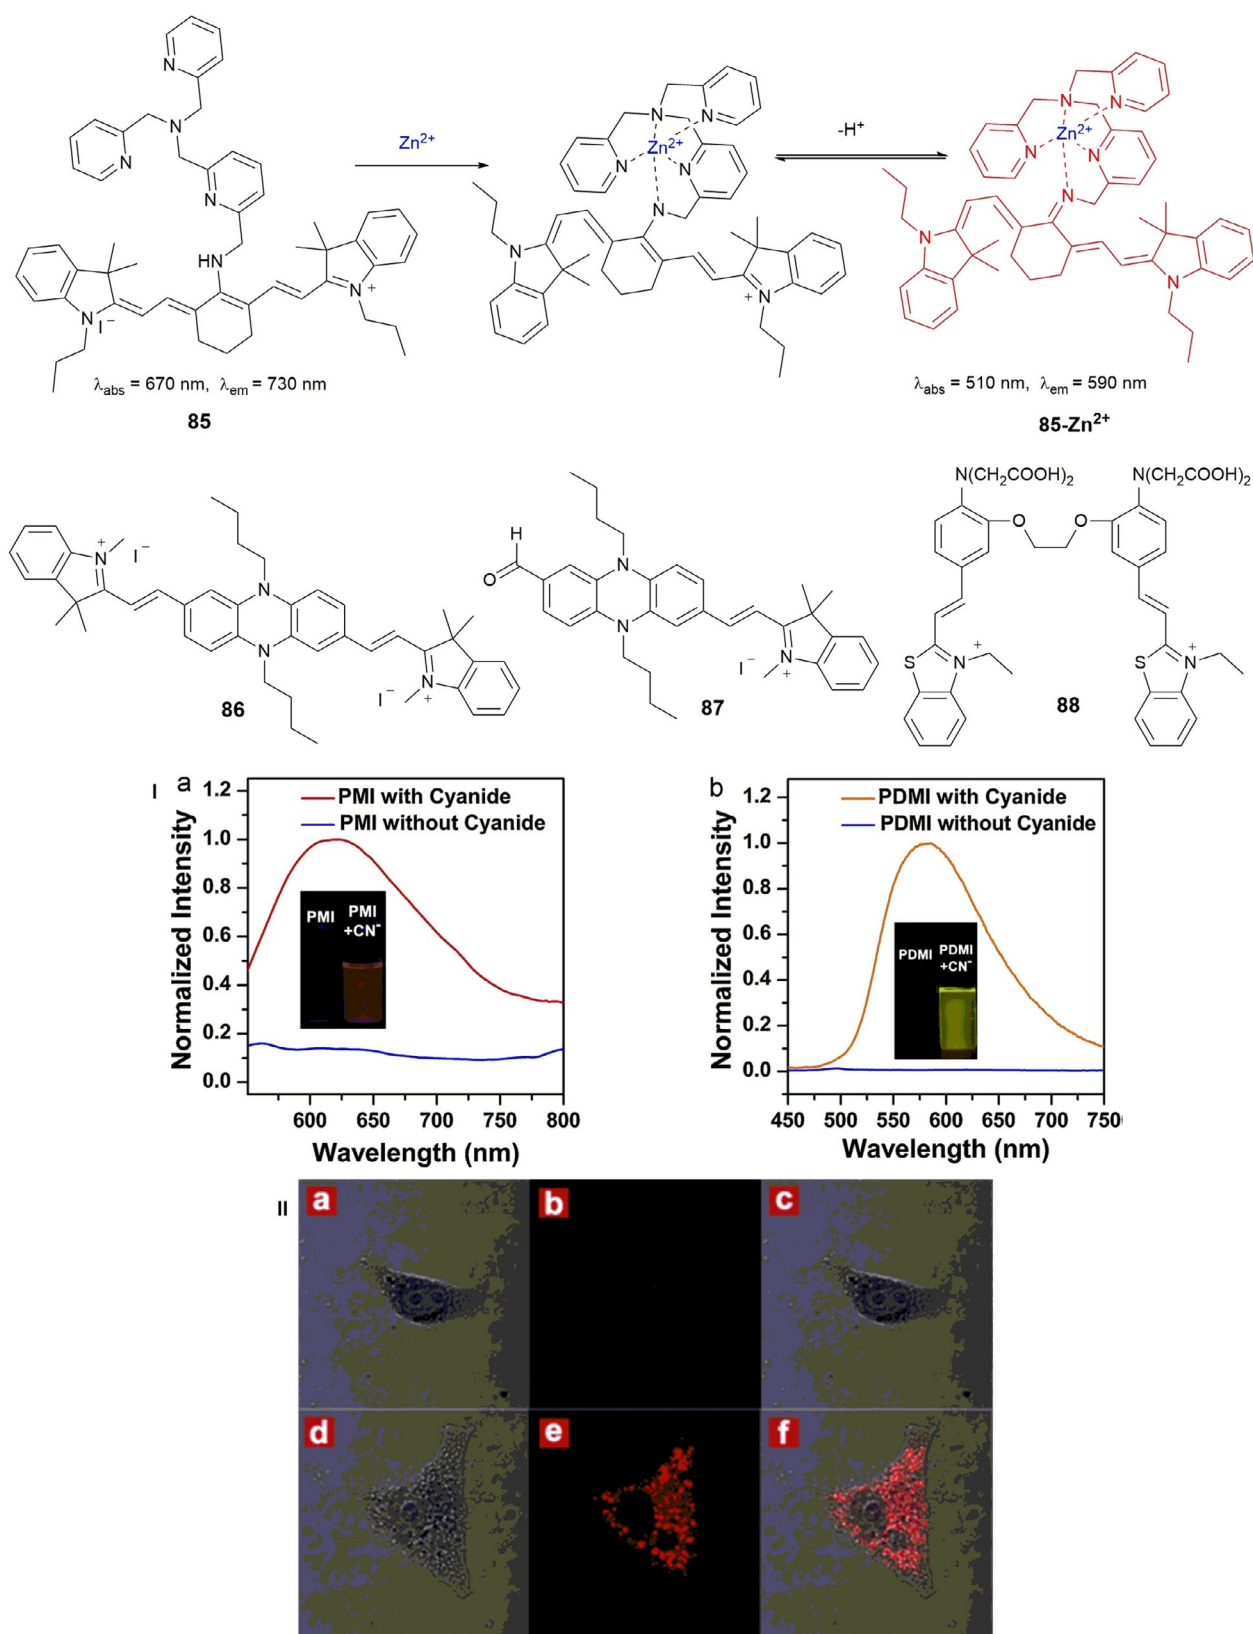 N
N
N
N
HN
N
I⁻
N
+
λabs = 670 nm, λem = 730 nm
85
Zn²⁺
N
N
Zn²⁺
N
N
N
N
N
+
-H⁺
N
N
Zn²⁺
N
N
N
N
N
λabs = 510 nm, λem = 590 nm
85-Zn²⁺
N
+
I⁻
N
N
I⁻
N
+
86
H
O
N
N
I⁻
N
+
87
N(CH₂COOH)₂ N(CH₂COOH)₂
O O
S N + S N +
88
I a
PMI with Cyanide
PMI without Cyanide
PMI
PMI
+CN⁻
Normalized Intensity
1.2
1.0
0.8
0.6
0.4
0.2
0.0
600 650 700 750 800
Wavelength (nm)
b
PDMI with Cyanide
PDMI without Cyanide
PDMI
PDMI
+CN⁻
Normalized Intensity
1.2
1.0
0.8
0.6
0.4
0.2
0.0
450 500 550 600 650 700 750
Wavelength (nm)
II
a b c
d e f